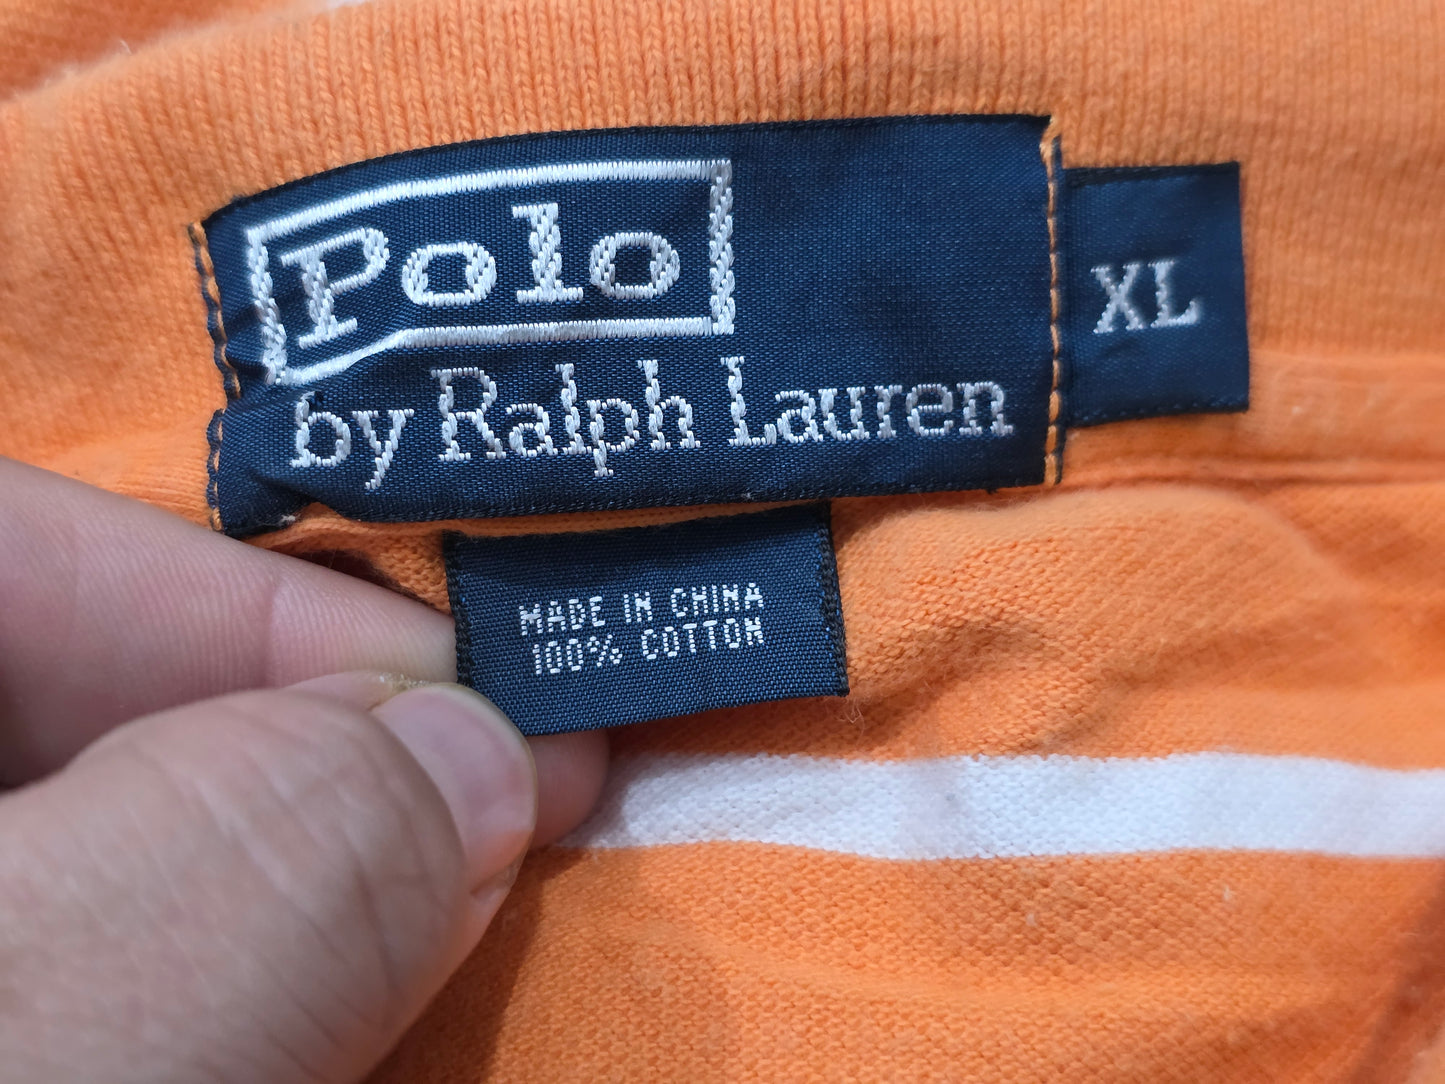 Polo
by Ralph Lauren
XL
MADE IN CHINA
100% COTTON